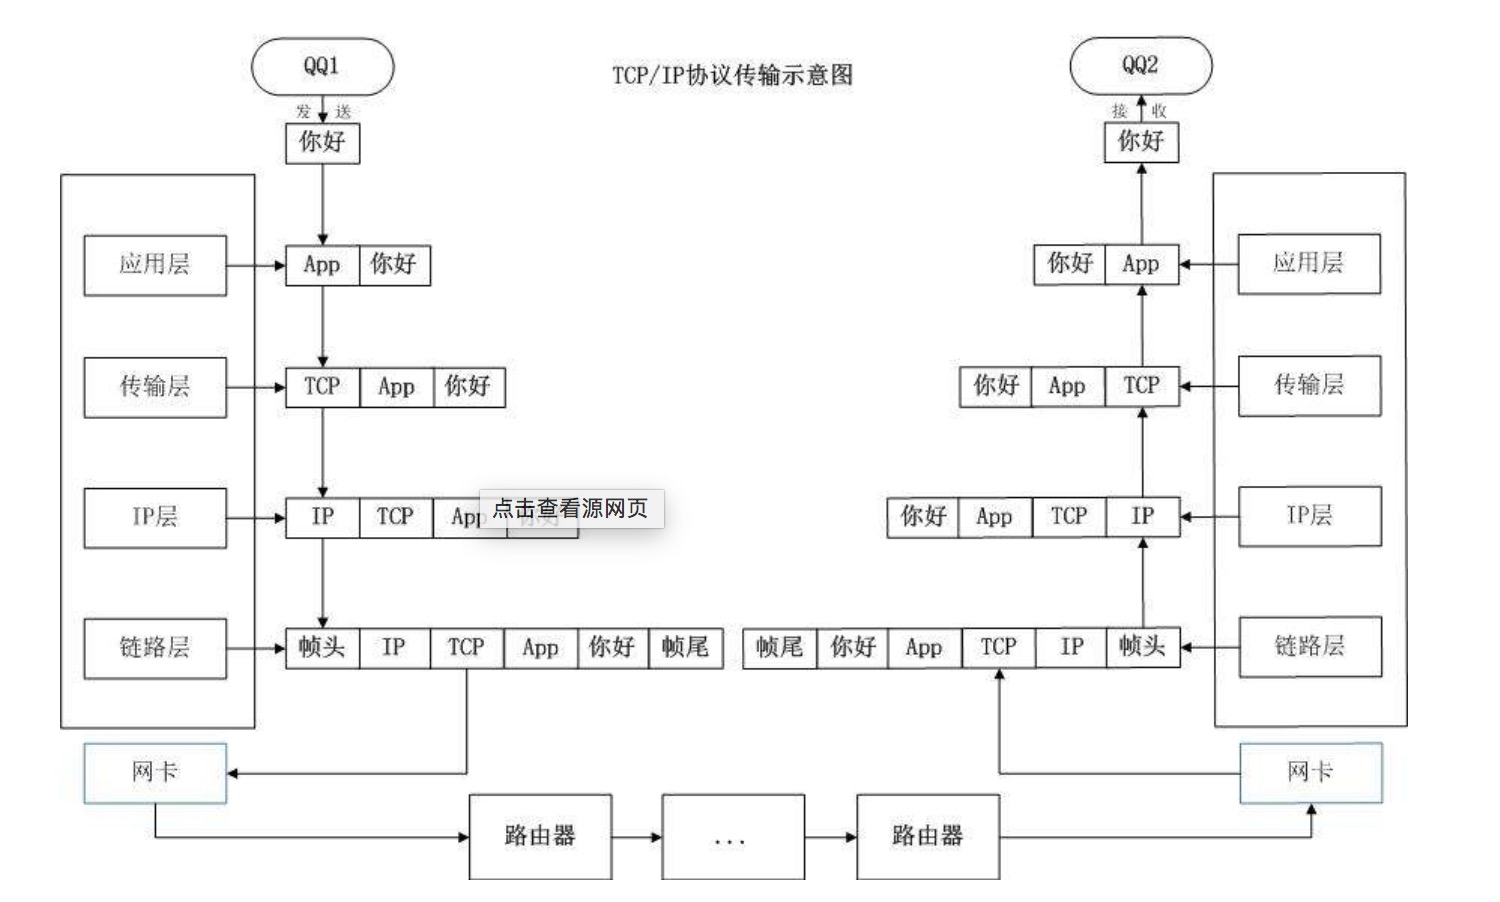 QQ1
TCP/IP协议传输示意图
QQ2
发 送
接 收
你好
你好
应用层
App 你好
你好 App
应用层
传输层
TCP App 你好
你好 App TCP
传输层
IP层
IP TCP App 你好
点击查看源网页
你好 App TCP IP
IP层
链路层
帧头 IP TCP App 你好 帧尾
帧尾 你好 App TCP IP 帧头
链路层
网卡
网卡
路由器
...
路由器